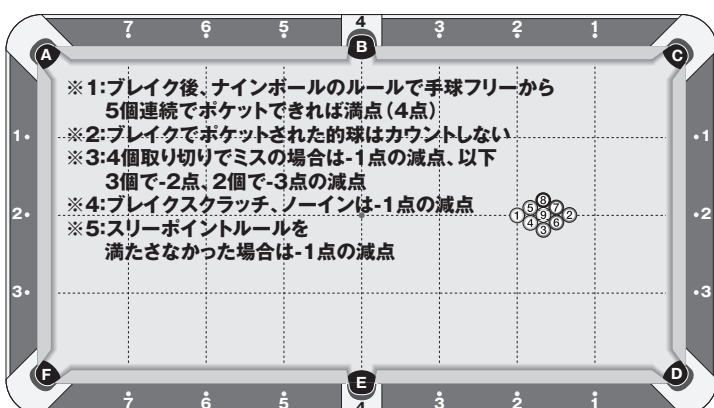 7 6 5 4 3 2 1
A B C
※1:ブレイク後、ナインボールのルールで手球フリーから
5個連続でポケットできれば満点(4点)
1 1
※2:ブレイクでポケットされた的球はカウントしない
※3:4個取り切りでミスの場合は-1点の減点、以下
3個で-2点、2個で-3点の減点
※4:ブレイクスクラッチ、ノーインは-1点の減点
2 2
※5:スリーポイントルールを
満たさなかった場合は-1点の減点
8
5 7
1 9 2
4 6
3
3 3
F E D
7 6 5 4 3 2 1